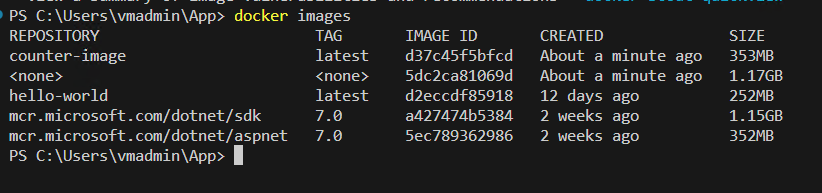 PS C:\Users\vmadmin\App> docker images
REPOSITORY TAG IMAGE ID CREATED SIZE
counter-image latest d37c45f5bfcd About a minute ago 353MB
<none> <none> 5dc2ca81069d About a minute ago 1.17GB
hello-world latest d2eccdf85918 12 days ago 252MB
mcr.microsoft.com/dotnet/sdk 7.0 a427474b5384 2 weeks ago 1.15GB
mcr.microsoft.com/dotnet/aspnet 7.0 5ec789362986 2 weeks ago 352MB
PS C:\Users\vmadmin\App>